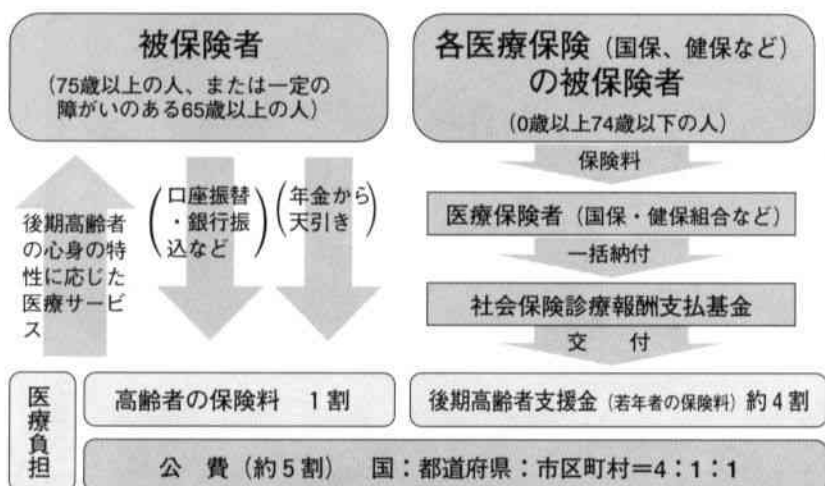 被保険者
(75歳以上の人、または一定の
障がいのある65歳以上の人)
後期高齢者
の心身の特
性に応じた
医療サービ
ス
(口座振替
・銀行振
込など)
(年金から
天引き)
各医療保険(国保、健保など)
の被保険者
(0歳以上74歳以下の人)
保険料
医療保険者(国保・健保組合など)
一括納付
社会保険診療報酬支払基金
交 付
医療負担
高齢者の保険料 1割
後期高齢者支援金(若年者の保険料)約4割
公 費(約5割) 国:都道府県:市区町村=4:1:1